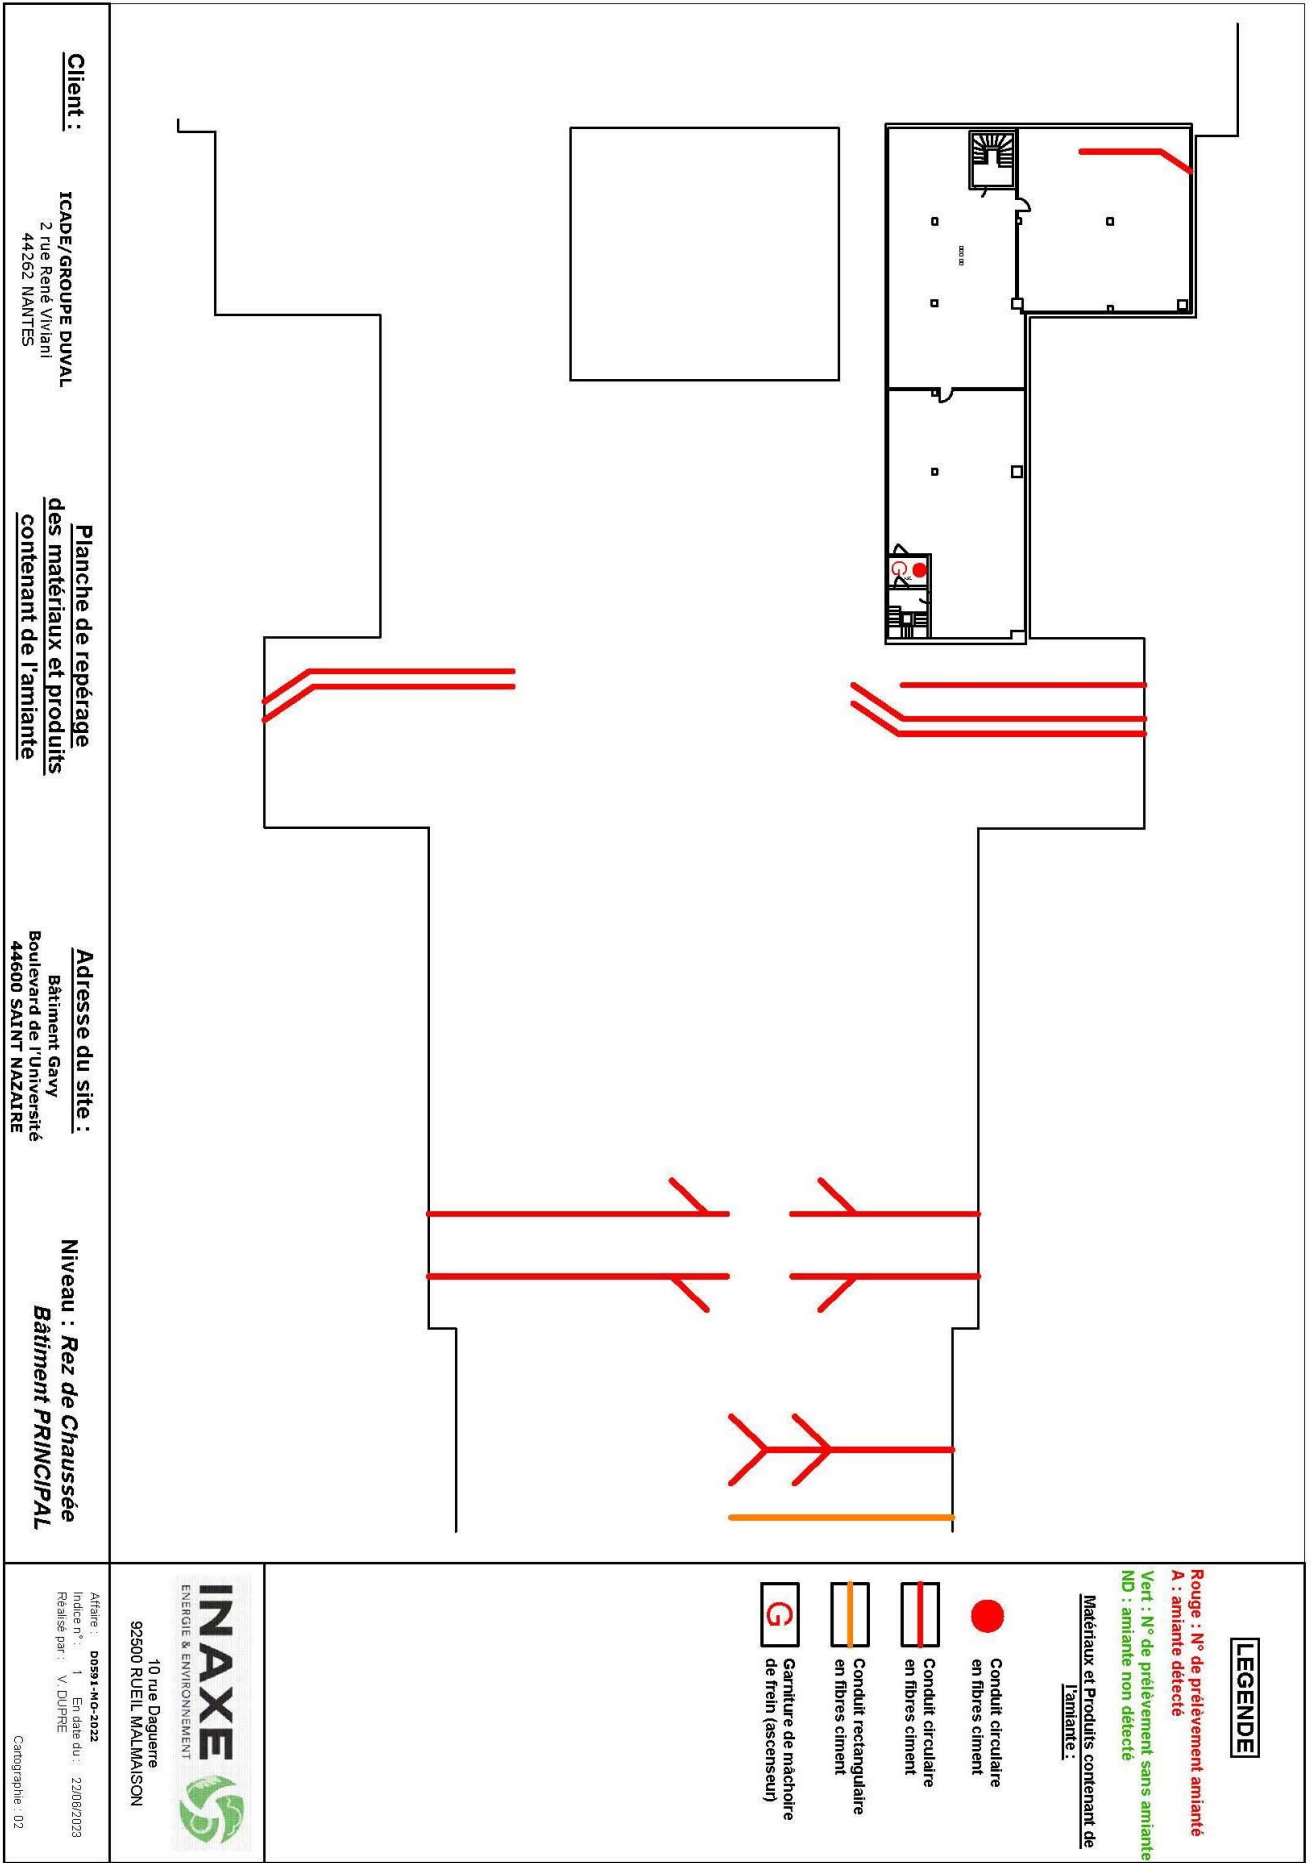 LEGENDE
Rouge : N° de prélèvement amianté
A : amiante détecté
Vert : N° de prélèvement sans amiante
ND : amiante non détecté
Matériaux et Produits contenant de
l'amiante :
Conduit circulaire
en fibres ciment
Conduit circulaire
en fibres ciment
Conduit rectangulaire
en fibres ciment
G
Garniture de mâchoire
de frein (ascenseur)
G
INAXE
ENERGIE & ENVIRONNEMENT
10 rue Daguerre
92500 RUEIL MALMAISON
Client :
ICADE/GROUPE DUVAL
2 rue René Viviani
44262 NANTES
Planche de repérage
des matériaux et produits
contenant de l'amiante
Adresse du site :
Bâtiment Gavy
Boulevard de l'Université
44600 SAINT NAZAIRE
Niveau : Rez de Chaussée
Bâtiment PRINCIPAL
Affaire : D0591-MO-2022
Indice n° : 1 En date du : 22/06/2023
Réalisé par : V. DUPRE
Cartographie : 02